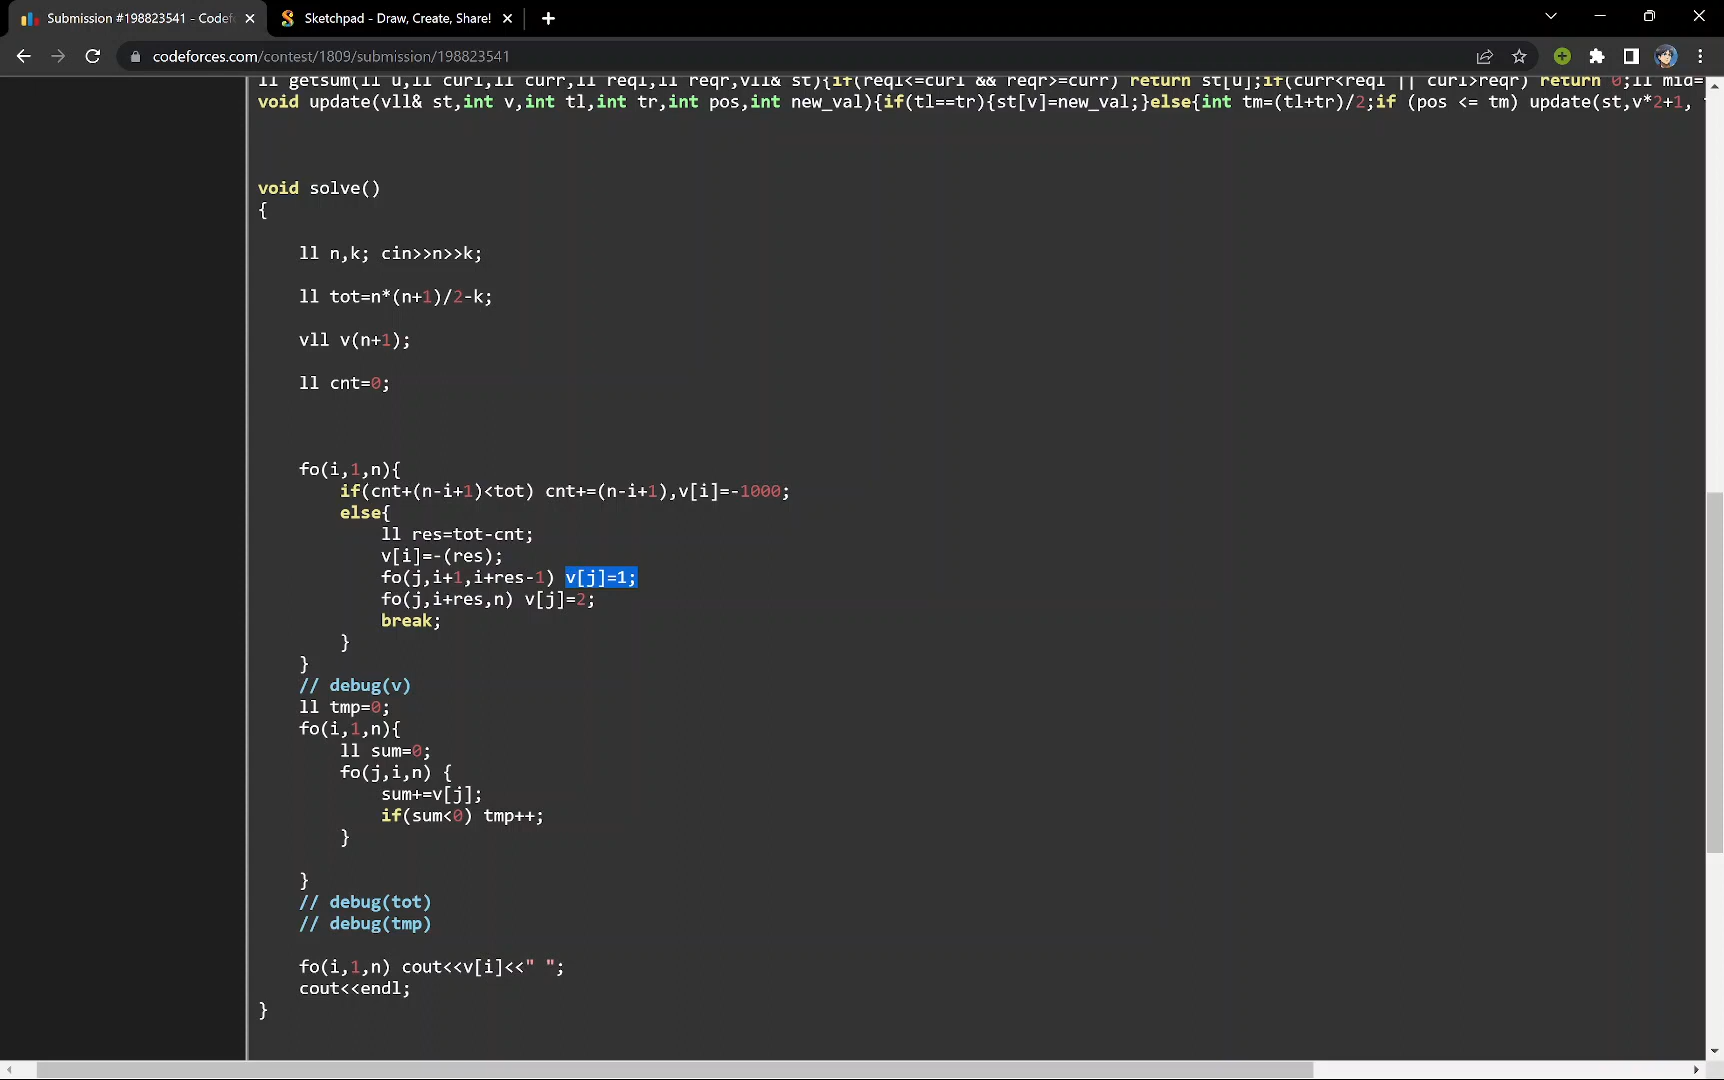 Submission #198823541 - Codef
Sketchpad - Draw, Create, Share!
codeforces.com/contest/1809/submission/198823541
ll getsum(ll u,ll curl,ll curr,ll reql,ll reqr,vll& st){if(reql<=curl && reqr>=curr) return st[u];if(curr<reql || curl>reqr) return 0;ll mid=
void update(vll& st,int v,int tl,int tr,int pos,int new_val){if(tl==tr){st[v]=new_val;}else{int tm=(tl+tr)/2;if (pos <= tm) update(st,v*2+1,
void solve()
{
ll n,k; cin>>n>>k;
ll tot=n*(n+1)/2-k;
vll v(n+1);
ll cnt=0;
fo(i,1,n){
if(cnt+(n-i+1)<tot) cnt+=(n-i+1),v[i]=-1000;
else{
ll res=tot-cnt;
v[i]=-(res);
fo(j,i+1,i+res-1) v[j]=1;
fo(j,i+res,n) v[j]=2;
break;
}
}
// debug(v)
ll tmp=0;
fo(i,1,n){
ll sum=0;
fo(j,i,n) {
sum+=v[j];
if(sum<0) tmp++;
}
}
// debug(tot)
// debug(tmp)
fo(i,1,n) cout<<v[i]<<" ";
cout<<endl;
}